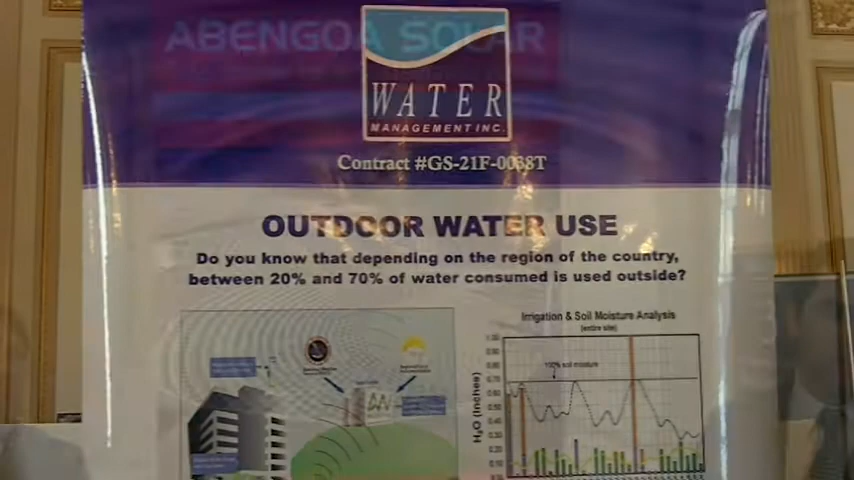 ABENGOA SOLAR
WATER
MANAGEMENT INC.
Contract #GS-21F-0038T
OUTDOOR WATER USE
Do you know that depending on the region of the country,
between 20% and 70% of water consumed is used outside?
Irrigation & Soil Moisture Analysis
(entire site)
100% soil moisture
H₂O (Inches)